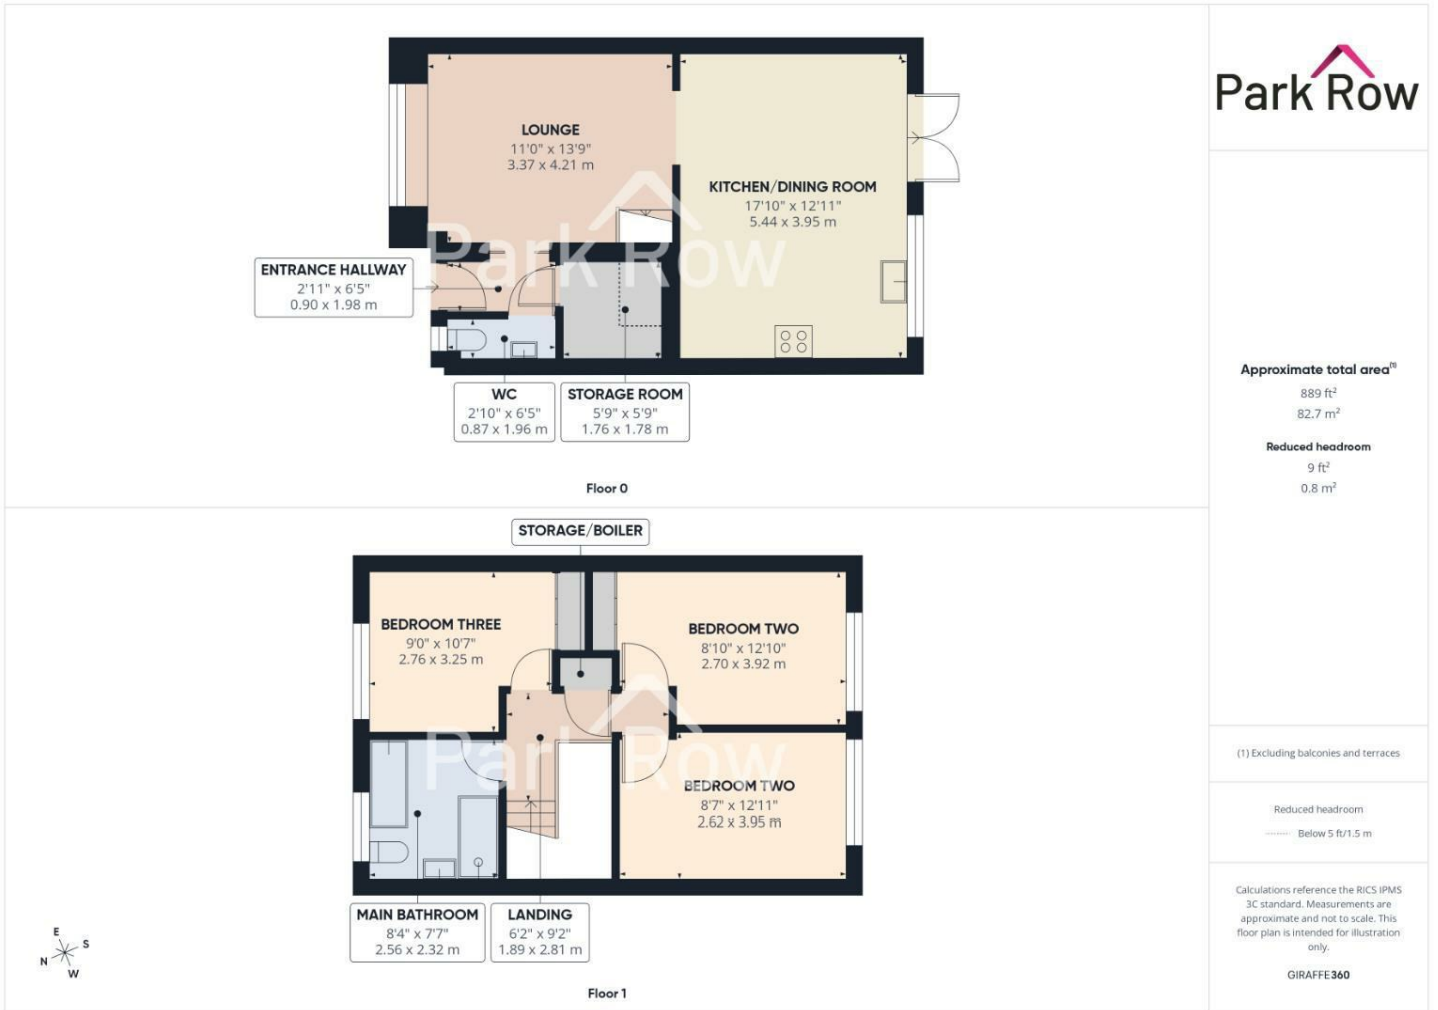 LOUNGE
11'0" x 13'9"
3.37 x 4.21 m
KITCHEN/DINING ROOM
17'10" x 12'11"
5.44 x 3.95 m
ENTRANCE HALLWAY
2'11" x 6'5"
0.90 x 1.98 m
WC
2'10" x 6'5"
0.87 x 1.96 m
STORAGE ROOM
5'9" x 5'9"
1.76 x 1.78 m
Park Row
Floor 0
STORAGE/BOILER
BEDROOM THREE
9'0" x 10'7"
2.76 x 3.25 m
BEDROOM TWO
8'10" x 12'10"
2.70 x 3.92 m
BEDROOM TWO
8'7" x 12'11"
2.62 x 3.95 m
Park Row
MAIN BATHROOM
8'4" x 7'7"
2.56 x 2.32 m
LANDING
6'2" x 9'2"
1.89 x 2.81 m
E
S
N
W
Floor 1
Park Row
Approximate total area(1)
889 ft²
82.7 m²
Reduced headroom
9 ft²
0.8 m²
(1) Excluding balconies and terraces
Reduced headroom
Below 5 ft/1.5 m
Calculations reference the RICS IPMS
3C standard. Measurements are
approximate and not to scale. This
floor plan is intended for illustration
only.
GIRAFFE360